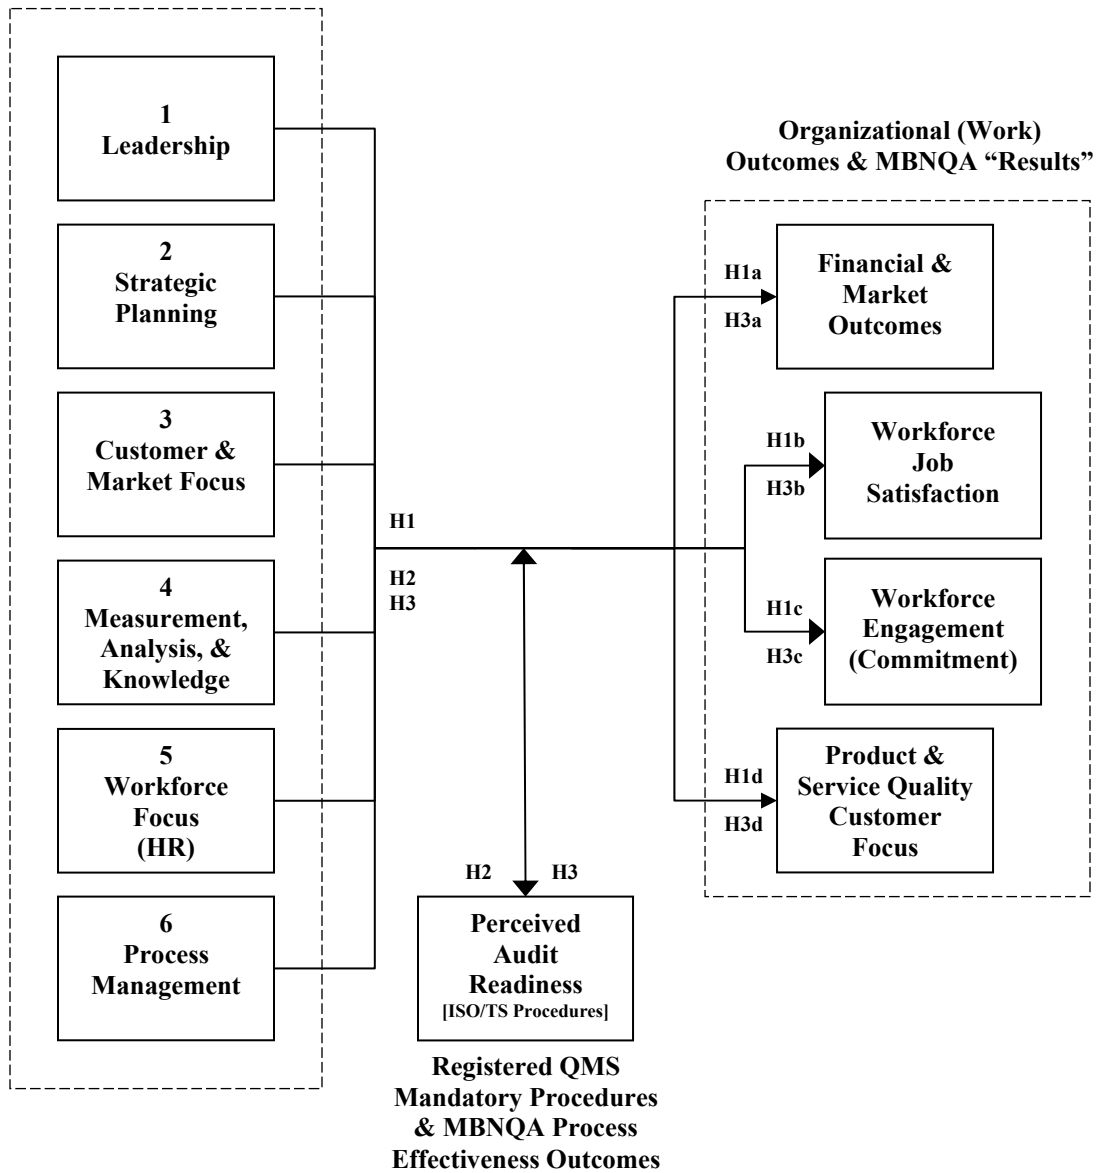 1
Leadership
2
Strategic
Planning
3
Customer &
Market Focus
4
Measurement,
Analysis, &
Knowledge
5
Workforce
Focus
(HR)
6
Process
Management
H1
H2
H3
H2
H3
Perceived
Audit
Readiness
[ISO/TS Procedures]
Registered QMS
Mandatory Procedures
& MBNQA Process
Effectiveness Outcomes
Organizational (Work)
Outcomes & MBNQA “Results”
H1a
H3a
Financial &
Market
Outcomes
H1b
H3b
Workforce
Job
Satisfaction
H1c
H3c
Workforce
Engagement
(Commitment)
H1d
H3d
Product &
Service Quality
Customer
Focus